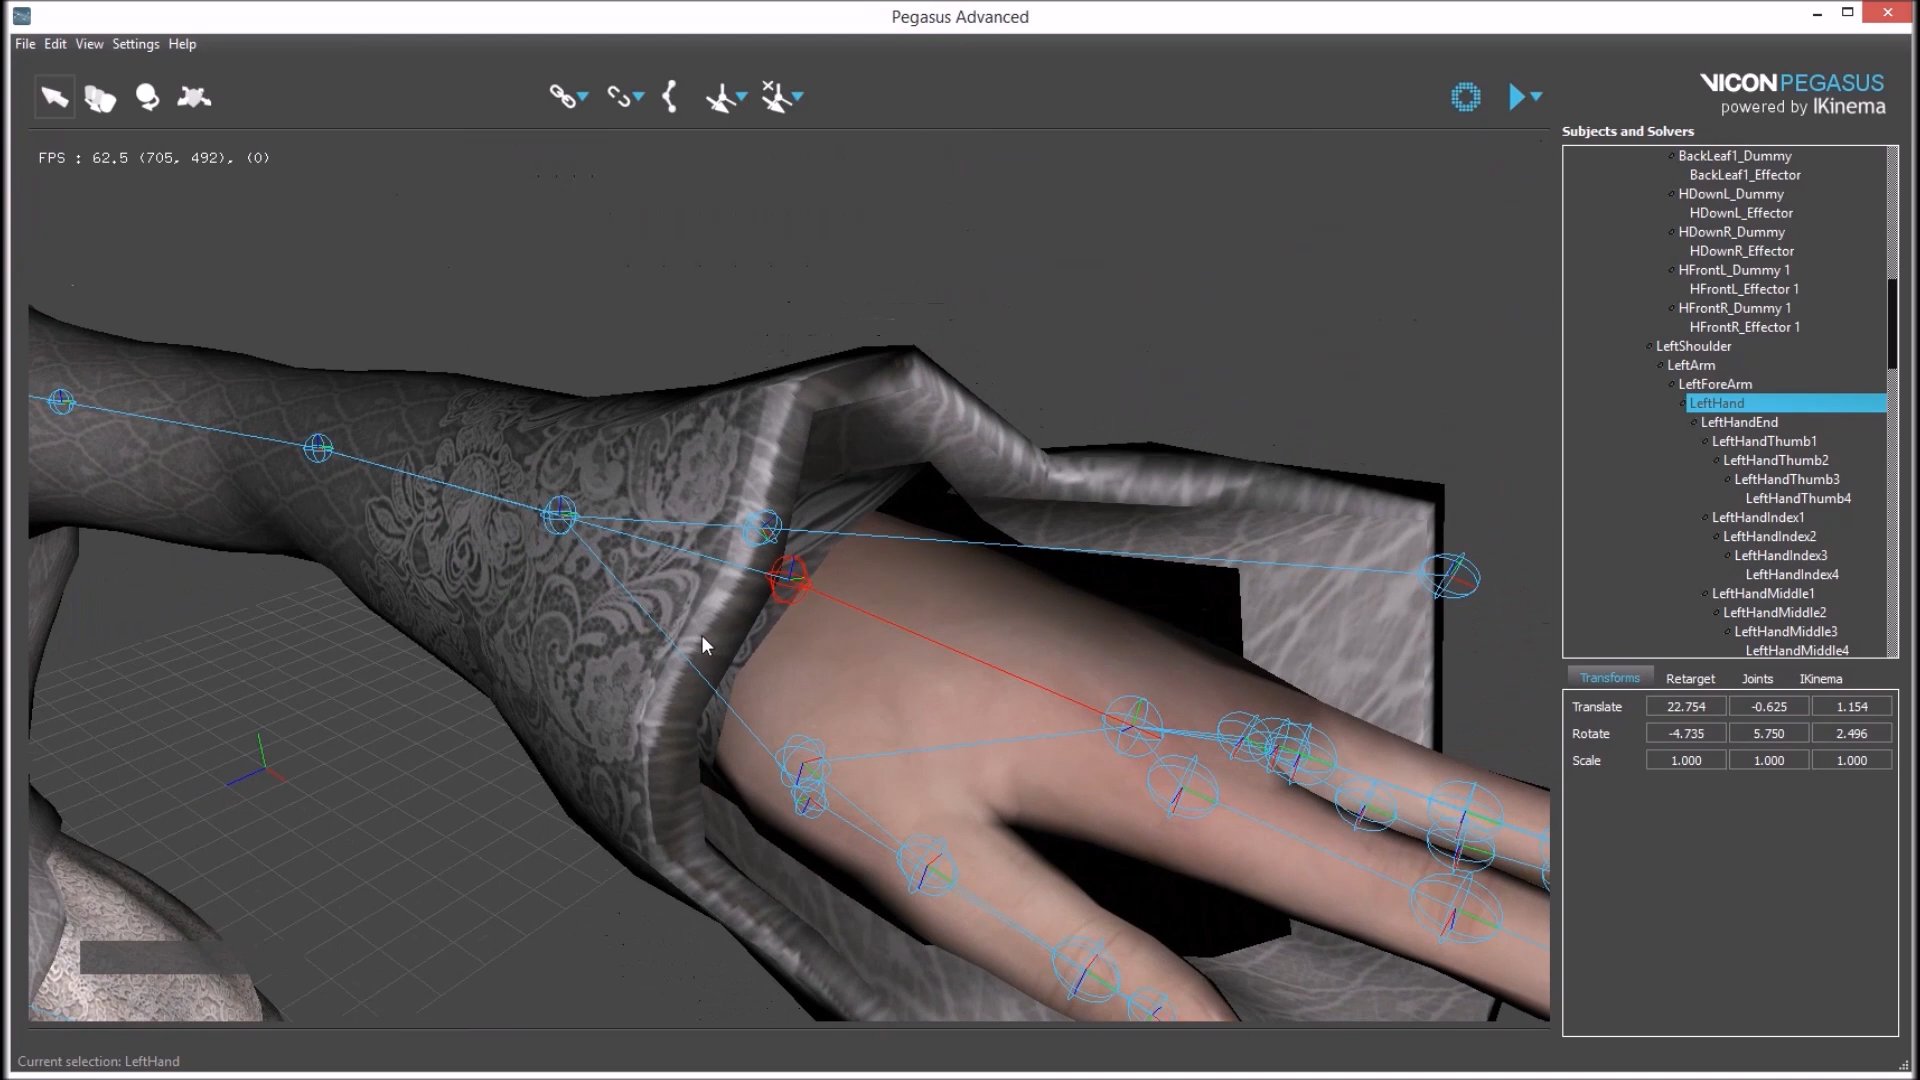 Pegasus Advanced
File Edit View Settings Help
VICON PEGASUS
powered by IKinema
Subjects and Solvers
FPS : 62.5 (705, 492), (0)
BackLeaf1_Dummy
BackLeaf1_Effector
HDownL_Dummy
HDownL_Effector
HDownR_Dummy
HDownR_Effector
HFrontL_Dummy 1
HFrontL_Effector 1
HFrontR_Dummy 1
HFrontR_Effector 1
LeftShoulder
LeftArm
LeftForeArm
LeftHand
LeftHandEnd
LeftHandThumb1
LeftHandThumb2
LeftHandThumb3
LeftHandThumb4
LeftHandIndex1
LeftHandIndex2
LeftHandIndex3
LeftHandIndex4
LeftHandMiddle1
LeftHandMiddle2
LeftHandMiddle3
LeftHandMiddle4
Transforms Retarget Joints IKinema
Translate 22.754 -0.625 1.154
Rotate -4.735 5.750 2.496
Scale 1.000 1.000 1.000
Current selection: LeftHand